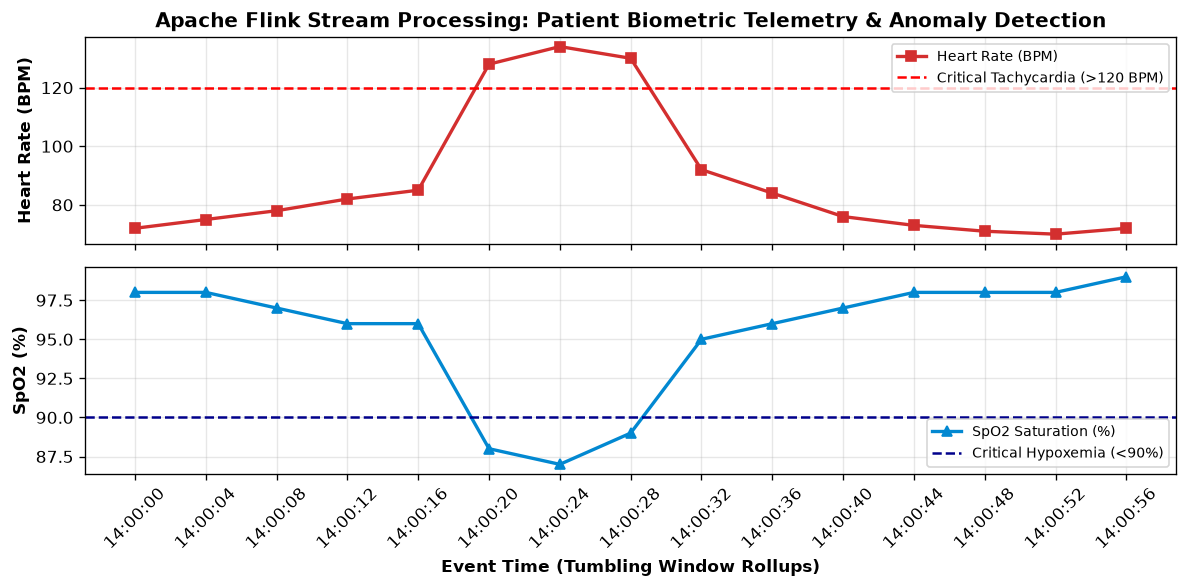 Apache Flink Stream Processing: Patient Biometric Telemetry & Anomaly Detection
Heart Rate (BPM)
120
100
80
Heart Rate (BPM)
Critical Tachycardia (>120 BPM)
SpO2 (%)
97.5
95.0
92.5
90.0
87.5
SpO2 Saturation (%)
Critical Hypoxemia (<90%)
14:00:00
14:00:04
14:00:08
14:00:12
14:00:16
14:00:20
14:00:24
14:00:28
14:00:32
14:00:36
14:00:40
14:00:44
14:00:48
14:00:52
14:00:56
Event Time (Tumbling Window Rollups)